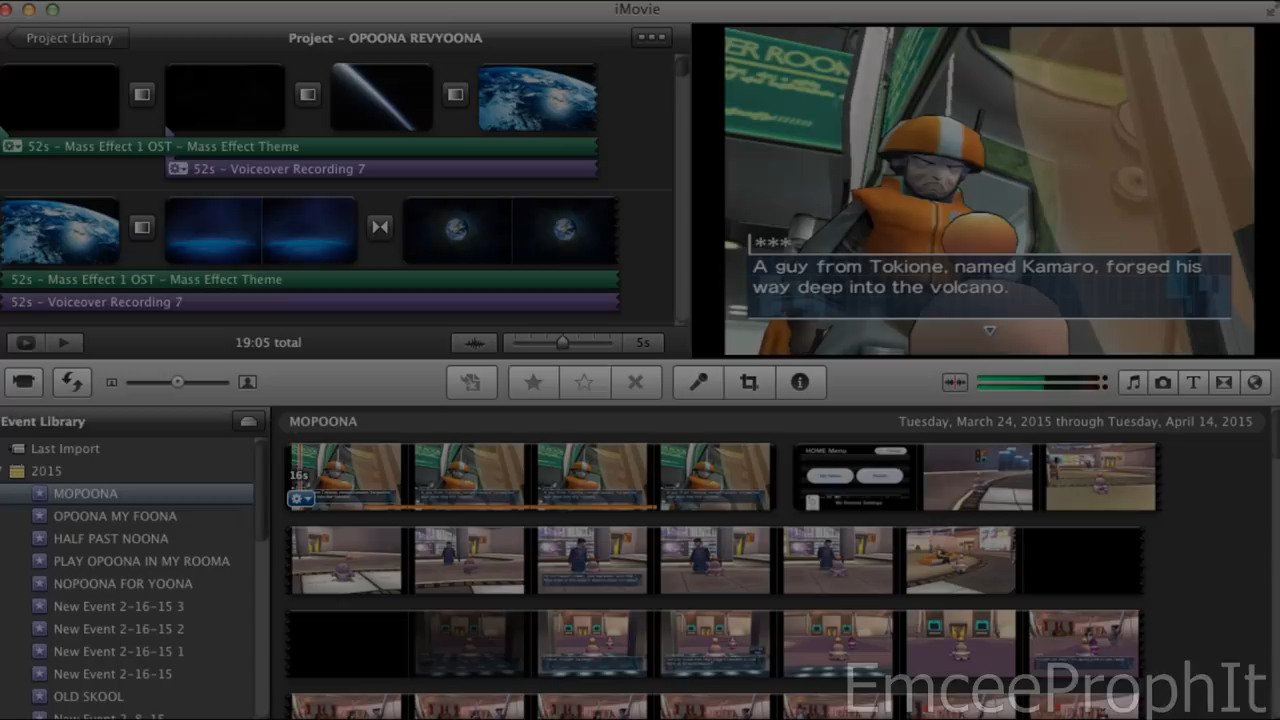 iMovie
Project Library
Project - OPOONA REVYOONA
52s - Mass Effect 1 OST - Mass Effect Theme
52s - Voiceover Recording 7
52s - Mass Effect 1 OST - Mass Effect Theme
52s - Voiceover Recording 7
19:05 total
5s
ER ROOM
***
A guy from Tokione, named Kamaro, forged his
way deep into the volcano.
Event Library
Last Import
2015
MOPOONA
OPOONA MY FOONA
HALF PAST NOONA
PLAY OPOONA IN MY ROOMA
NOPOONA FOR YOONA
New Event 2-16-15 3
New Event 2-16-15 2
New Event 2-16-15 1
New Event 2-16-15
OLD SKOOL
New Event 2-8-15
MOPOONA
Tuesday, March 24, 2015 through Tuesday, April 14, 2015
16s
HOME Menu
EmceeProphIt